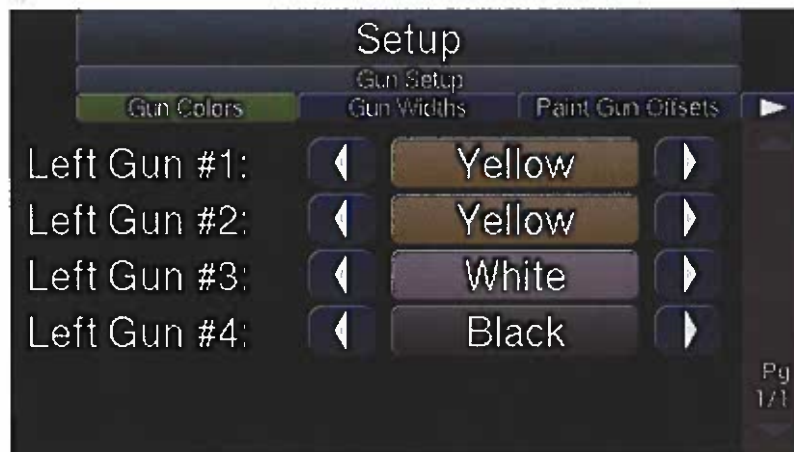 Setup
Gun Setup
Gun Colors Gun Widths Paint Gun Offsets
Left Gun #1: Yellow
Left Gun #2: Yellow
Left Gun #3: White
Left Gun #4: Black
Pg
1/1